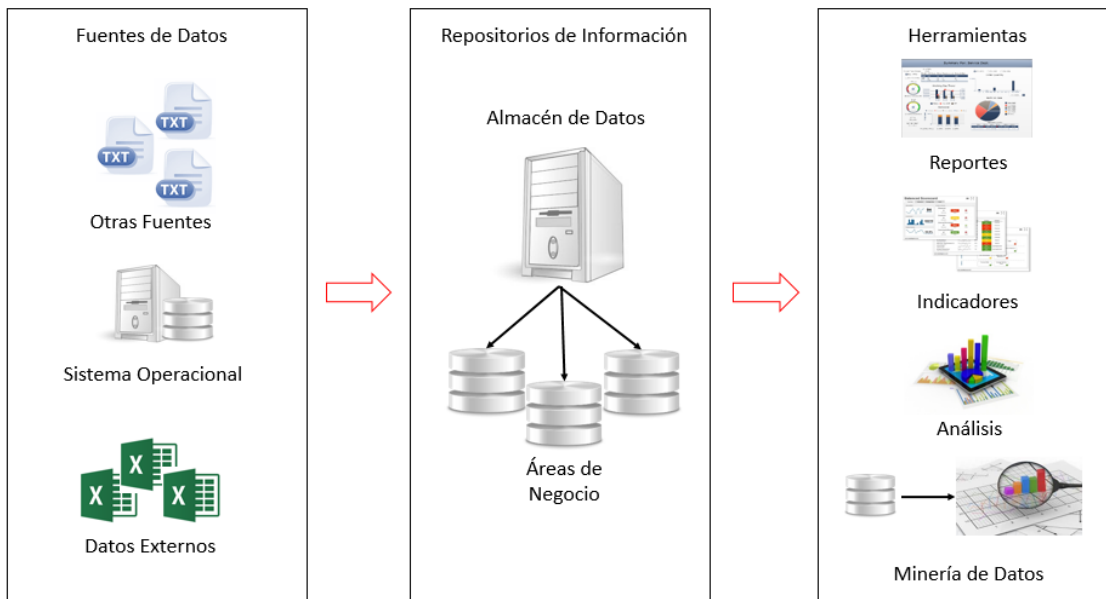 Fuentes de Datos
TXT
TXT
TXT
Otras Fuentes
Sistema Operacional
X
X
X
Datos Externos
Repositorios de Información
Almacén de Datos
Áreas de
Negocio
Herramientas
Reportes
Indicadores
Análisis
Minería de Datos